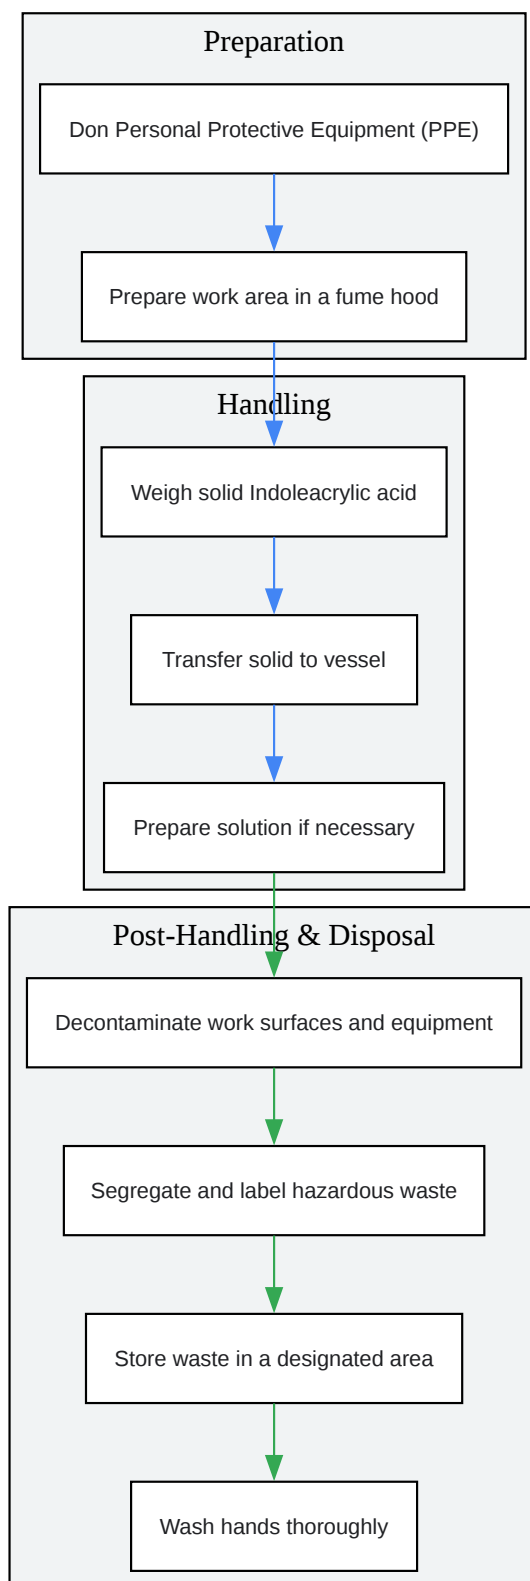 Preparation
Don Personal Protective Equipment (PPE)
Prepare work area in a fume hood
Handling
Weigh solid Indoleacrylic acid
Transfer solid to vessel
Prepare solution if necessary
Post-Handling & Disposal
Decontaminate work surfaces and equipment
Segregate and label hazardous waste
Store waste in a designated area
Wash hands thoroughly